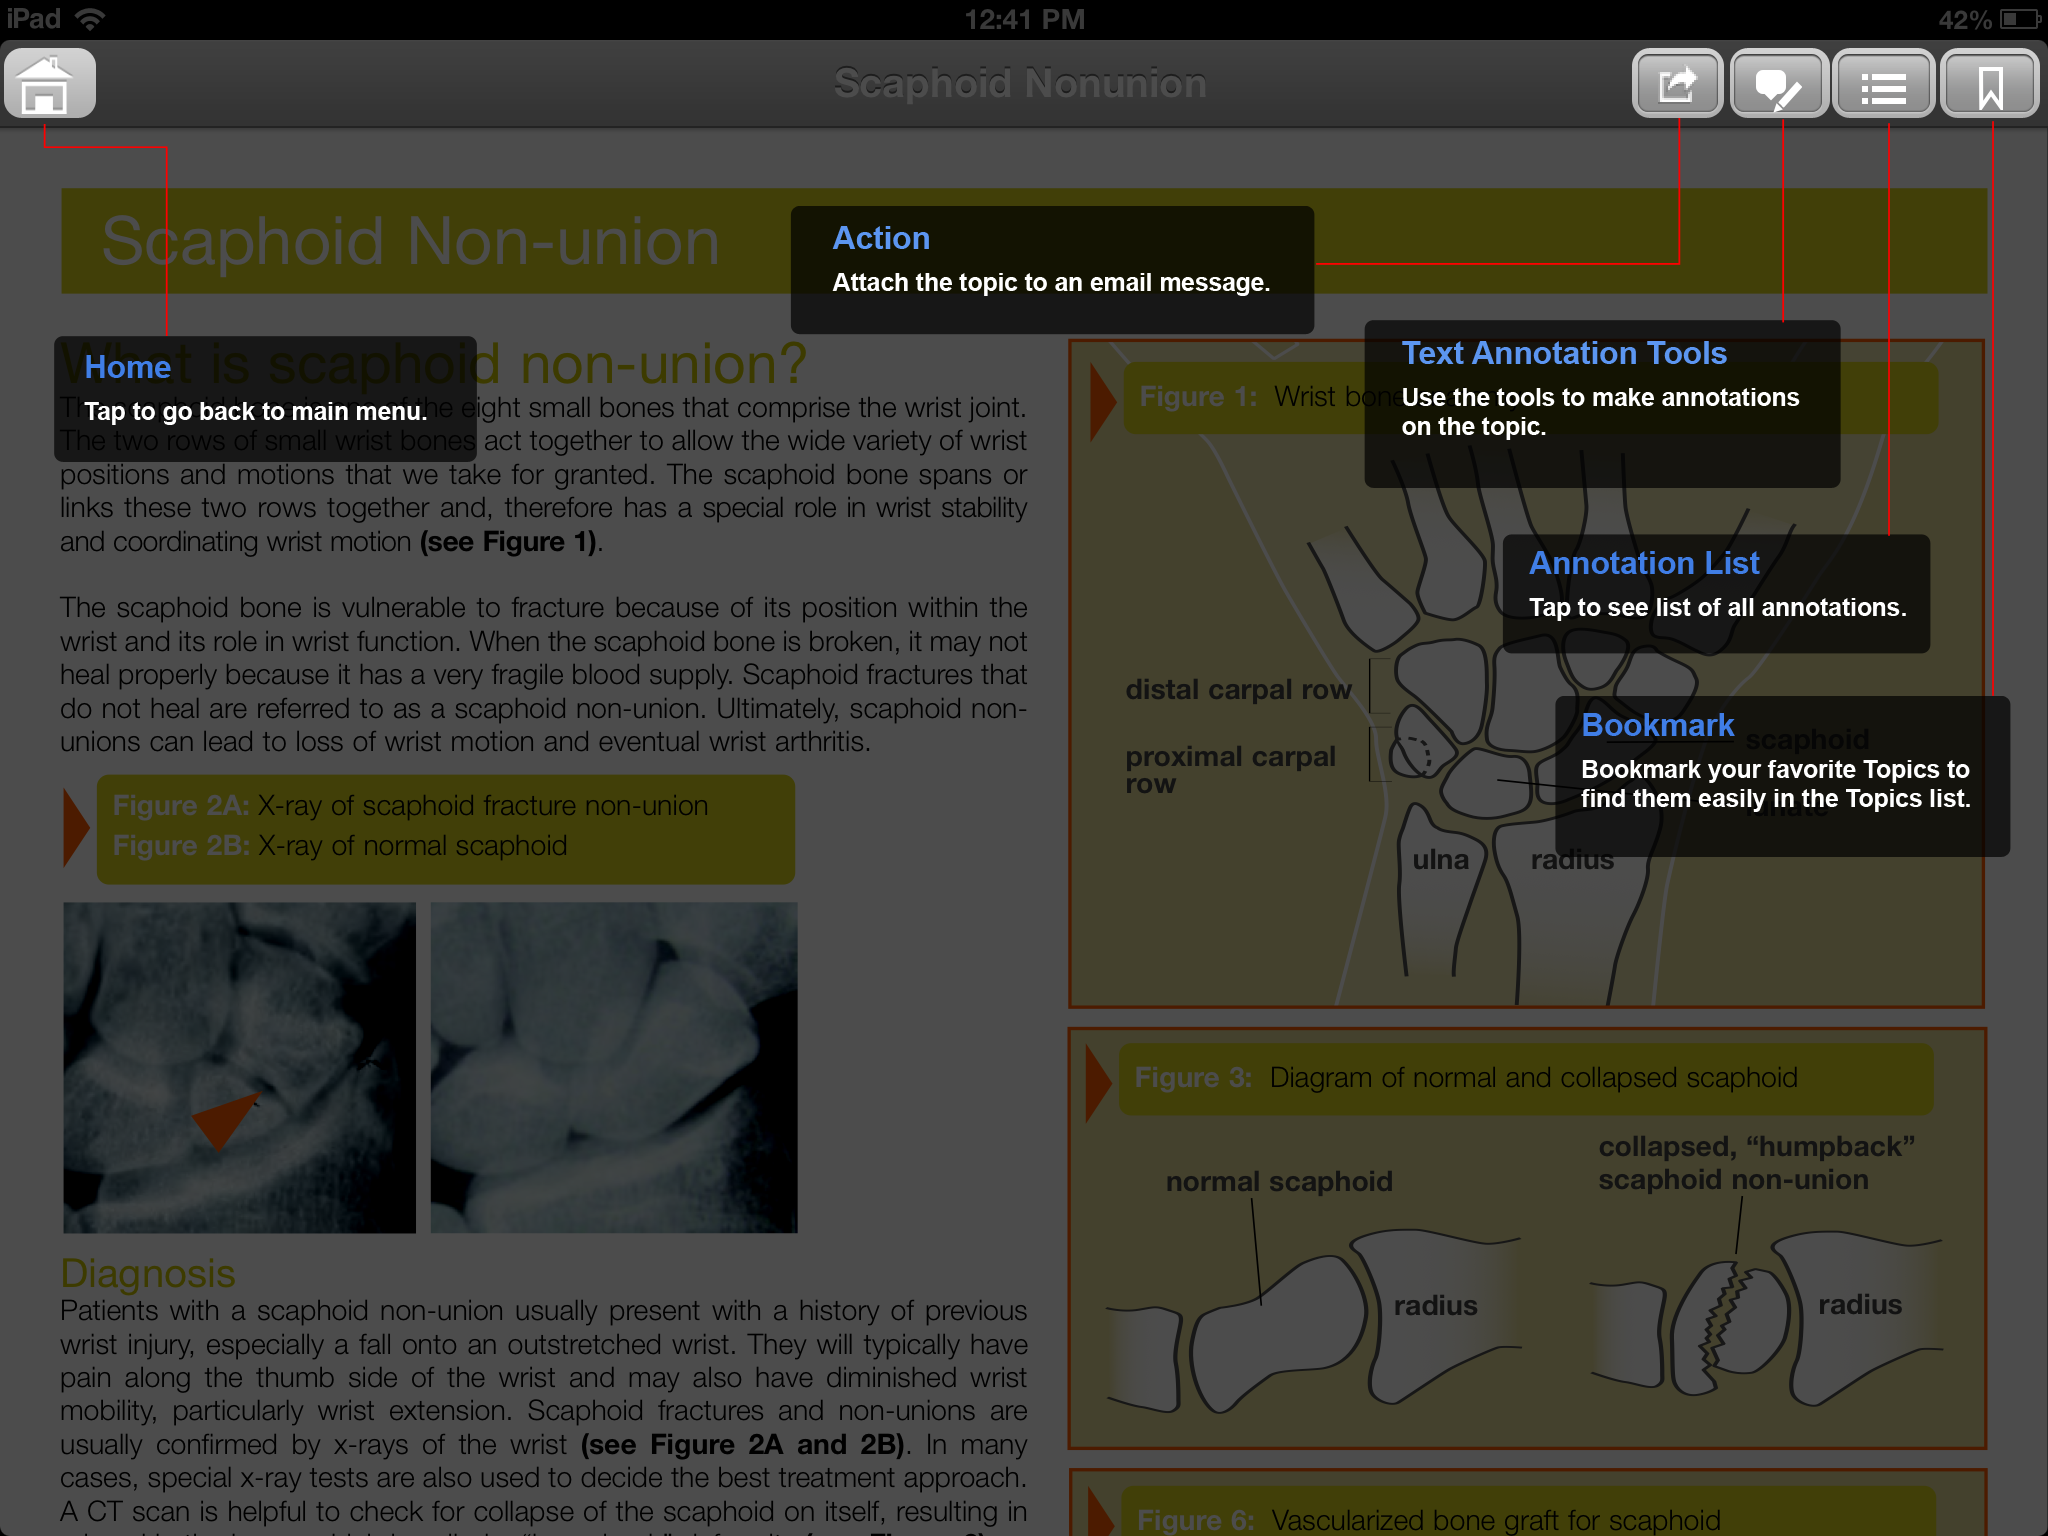 iPad
12:41 PM
42%
Scaphoid Nonunion
Scaphoid Non-union
Action
Attach the topic to an email message.
Home
Tap to go back to main menu.
What is scaphoid non-union?
the eight small bones that comprise the wrist joint.
The two rows of small wrist bones act together to allow the wide variety of wrist
positions and motions that we take for granted. The scaphoid bone spans or
links these two rows together and, therefore has a special role in wrist stability
and coordinating wrist motion (see Figure 1).
The scaphoid bone is vulnerable to fracture because of its position within the
wrist and its role in wrist function. When the scaphoid bone is broken, it may not
heal properly because it has a very fragile blood supply. Scaphoid fractures that
do not heal are referred to as a scaphoid non-union. Ultimately, scaphoid non-
unions can lead to loss of wrist motion and eventual wrist arthritis.
Figure 2A: X-ray of scaphoid fracture non-union
Figure 2B: X-ray of normal scaphoid
Diagnosis
Patients with a scaphoid non-union usually present with a history of previous
wrist injury, especially a fall onto an outstretched wrist. They will typically have
pain along the thumb side of the wrist and may also have diminished wrist
mobility, particularly wrist extension. Scaphoid fractures and non-unions are
usually confirmed by x-rays of the wrist (see Figure 2A and 2B). In many
cases, special x-ray tests are also used to decide the best treatment approach.
A CT scan is helpful to check for collapse of the scaphoid on itself, resulting in
Text Annotation Tools
Use the tools to make annotations
on the topic.
Figure 1: Wrist bone
Annotation List
Tap to see list of all annotations.
distal carpal row
proximal carpal
row
Bookmark
Bookmark your favorite Topics to
find them easily in the Topics list.
scaphoid
lunate
ulna
radius
Figure 3: Diagram of normal and collapsed scaphoid
normal scaphoid
collapsed, “humpback”
scaphoid non-union
radius
radius
Figure 6: Vascularized bone graft for scaphoid